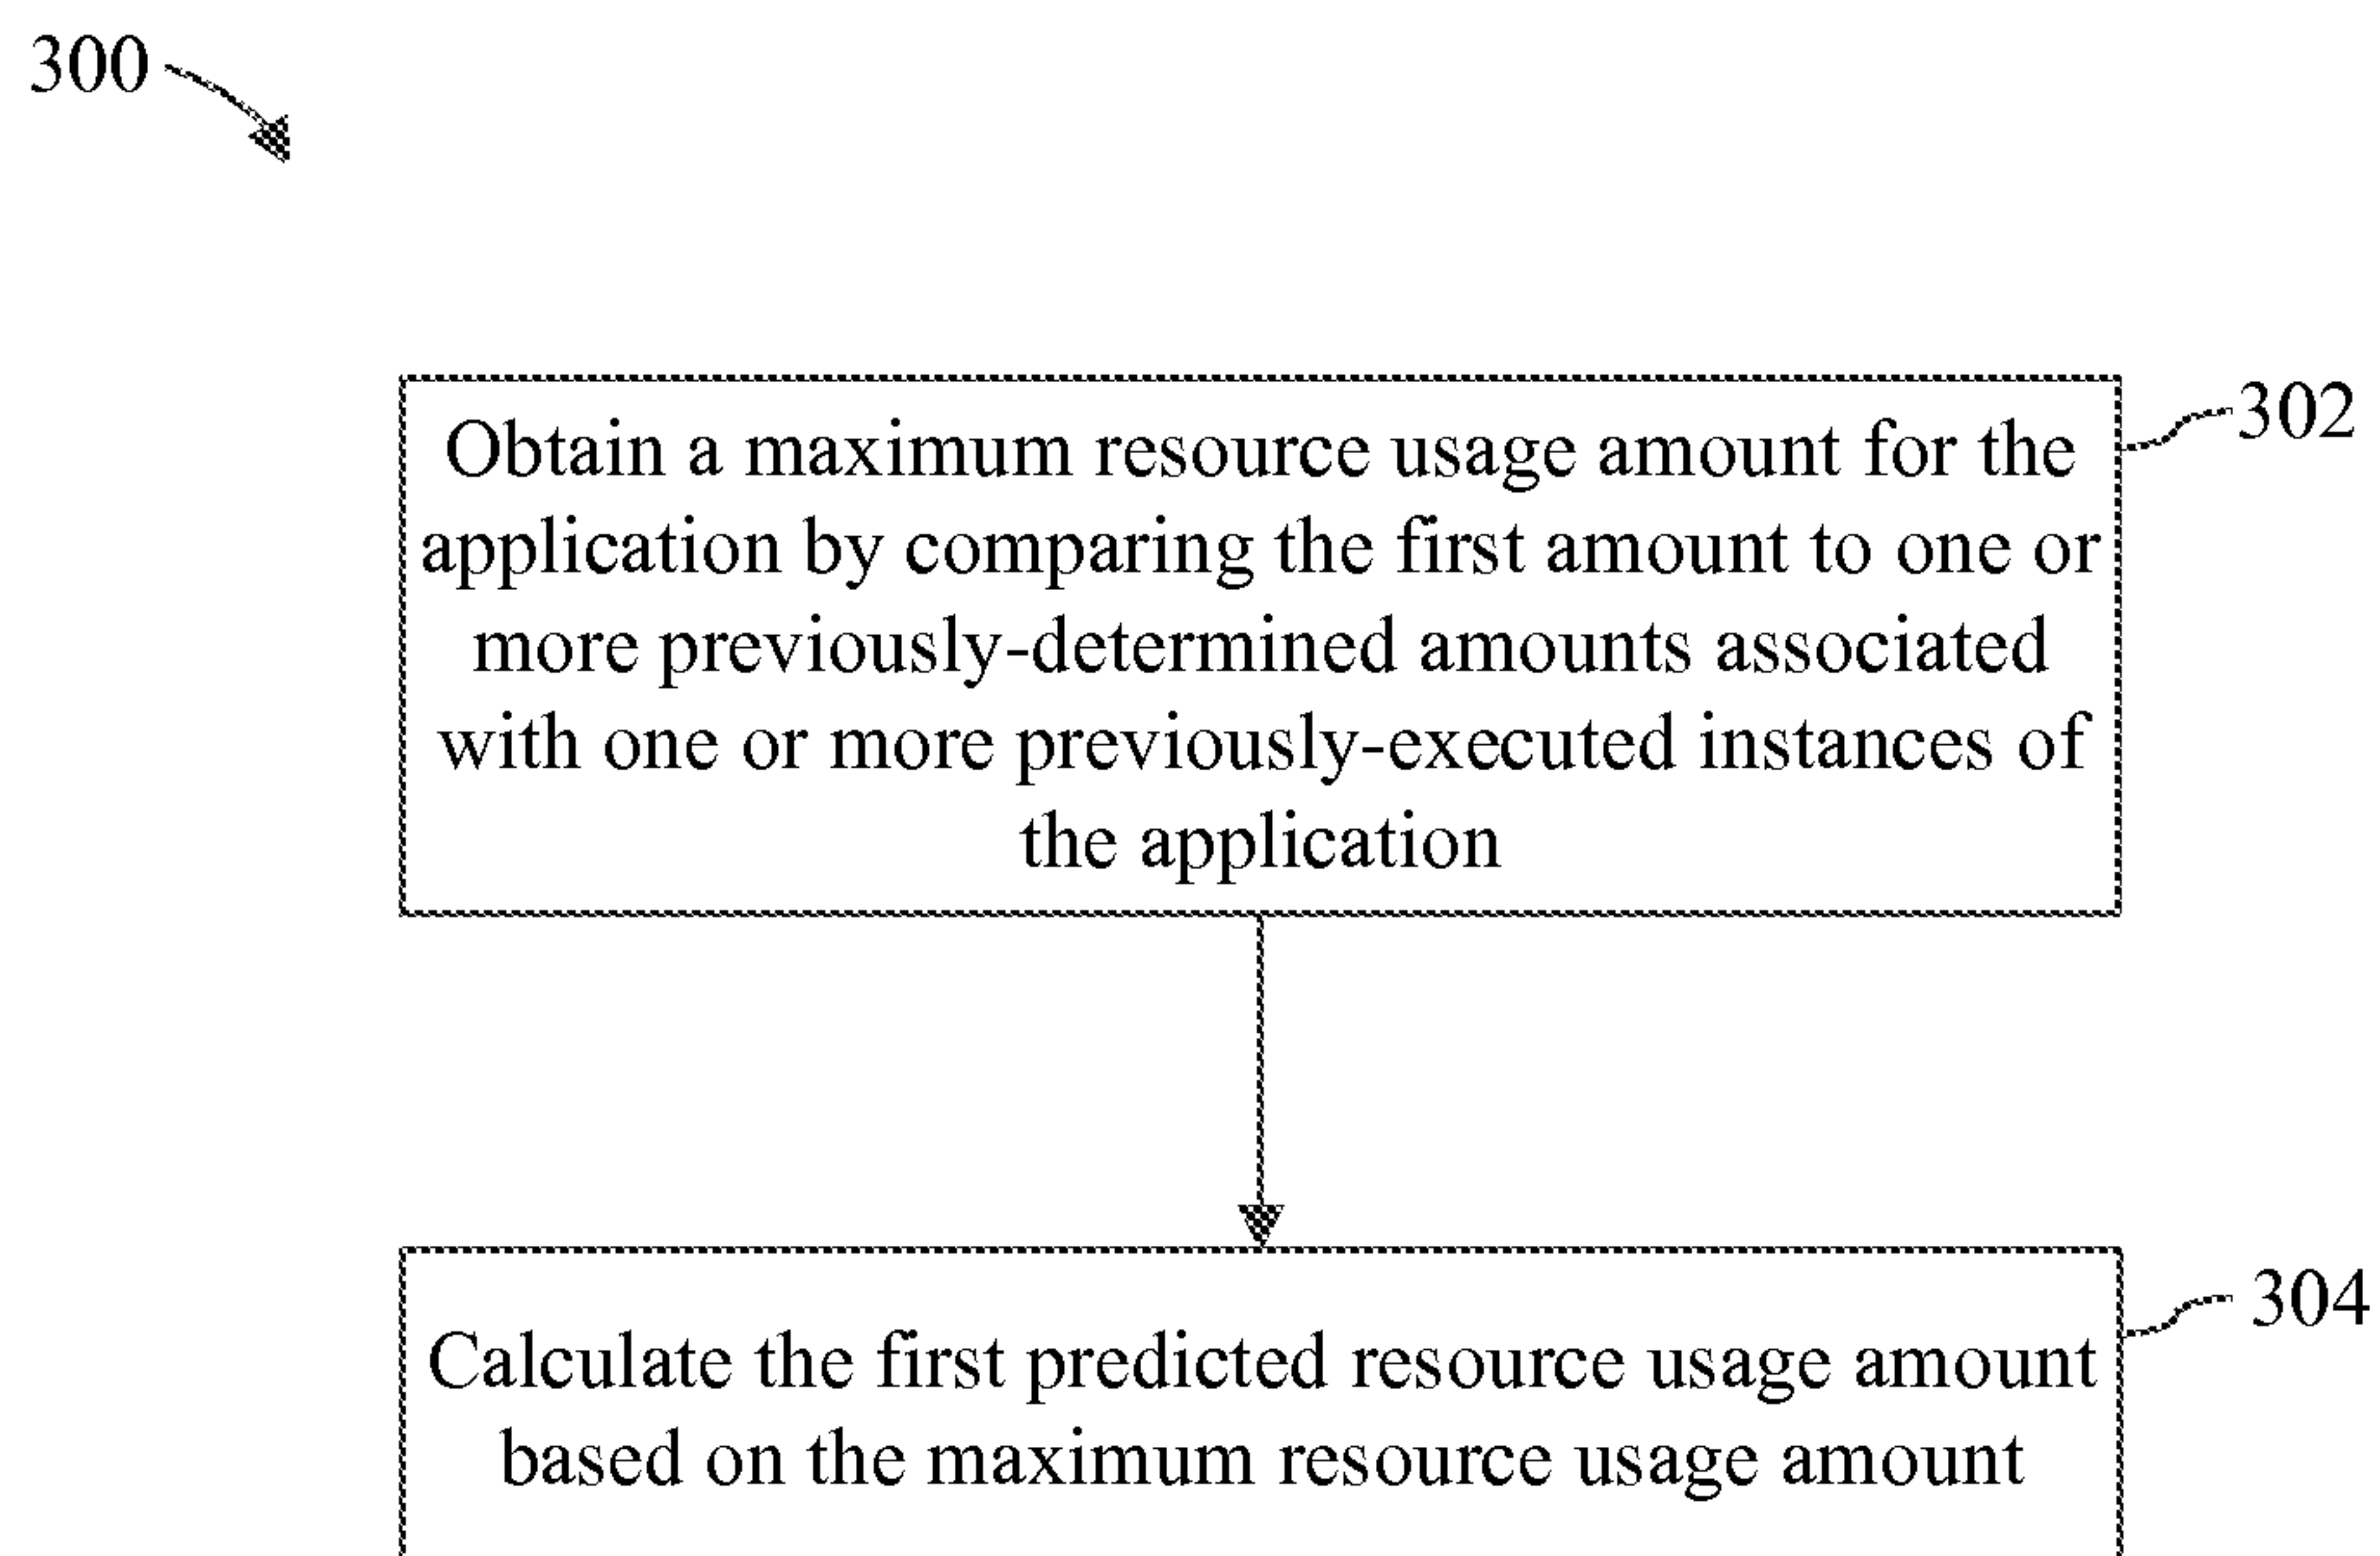 300
302
Obtain a maximum resource usage amount for the
application by comparing the first amount to one or
more previously-determined amounts associated
with one or more previously-executed instances of
the application
304
Calculate the first predicted resource usage amount
based on the maximum resource usage amount